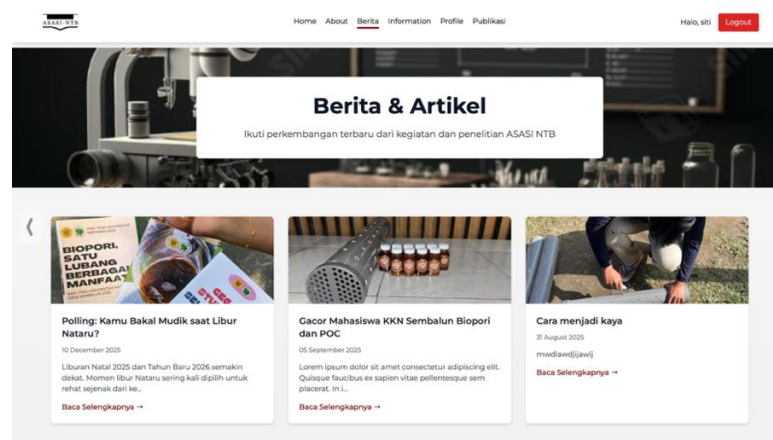 ASASI-NTB
Home About Berita Information Profile Publikasi
Halo, siti Logout
Berita & Artikel
Ikuti perkembangan terbaru dari kegiatan dan penelitian ASASI NTB
BIOPORI,
SATU
LUBANG
BERBAGAI
MANFAAT
Polling: Kamu Bakal Mudik saat Libur
Nataru?
10 December 2025
Liburan Natal 2025 dan Tahun Baru 2026 semakin
dekat. Momen libur Nataru sering kali dipilih untuk
rehat sejenak dari ke...
Baca Selengkapnya →
Gacor Mahasiswa KKN Sembalun Biopori
dan POC
05 September 2025
Lorem ipsum dolor sit amet consectetur adipiscing elit.
Quisque faucibus ex sapien vitae pellentesque sem
placerat. In i...
Baca Selengkapnya →
Cara menjadi kaya
31 August 2025
mwdiawdjijawij
Baca Selengkapnya →